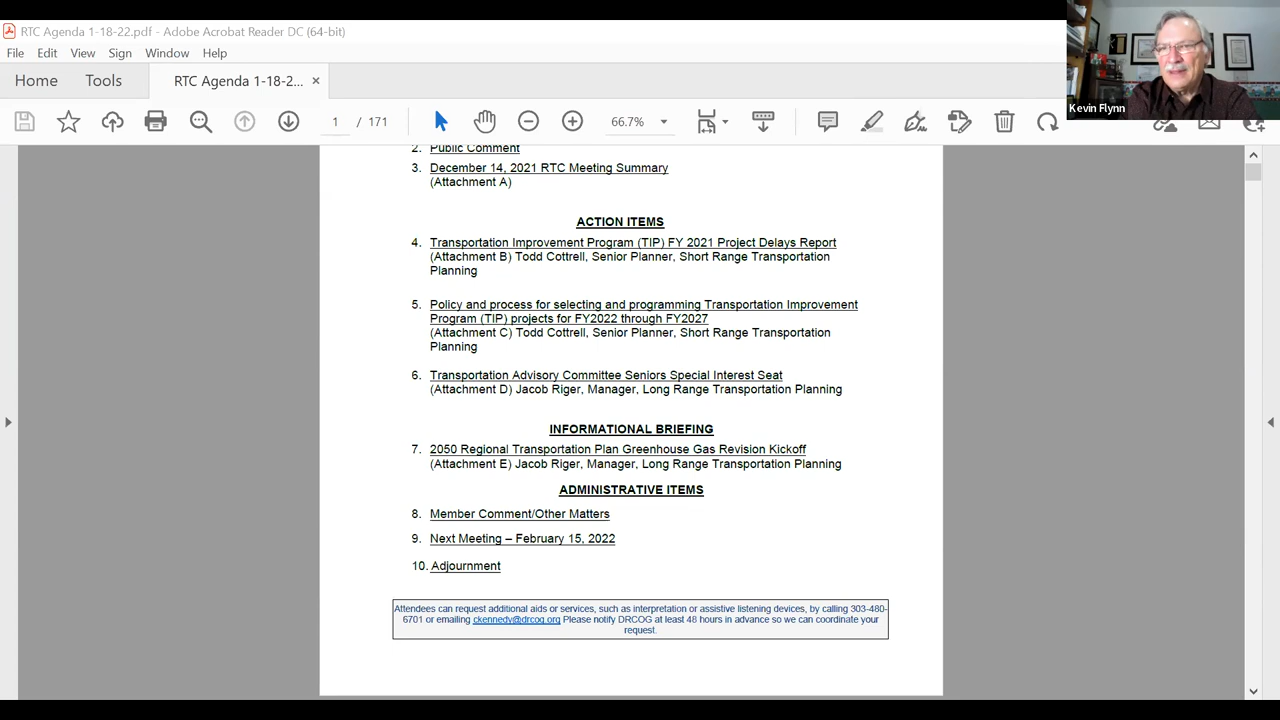 RTC Agenda 1-18-22.pdf - Adobe Acrobat Reader DC (64-bit)
File Edit View Sign Window Help
Home Tools RTC Agenda 1-18-2... ×
1 / 171 66.7%
Kevin Flynn
2. Public Comment
3. December 14, 2021 RTC Meeting Summary
(Attachment A)
ACTION ITEMS
4. Transportation Improvement Program (TIP) FY 2021 Project Delays Report
(Attachment B) Todd Cottrell, Senior Planner, Short Range Transportation
Planning
5. Policy and process for selecting and programming Transportation Improvement
Program (TIP) projects for FY2022 through FY2027
(Attachment C) Todd Cottrell, Senior Planner, Short Range Transportation
Planning
6. Transportation Advisory Committee Seniors Special Interest Seat
(Attachment D) Jacob Riger, Manager, Long Range Transportation Planning
INFORMATIONAL BRIEFING
7. 2050 Regional Transportation Plan Greenhouse Gas Revision Kickoff
(Attachment E) Jacob Riger, Manager, Long Range Transportation Planning
ADMINISTRATIVE ITEMS
8. Member Comment/Other Matters
9. Next Meeting – February 15, 2022
10. Adjournment
Attendees can request additional aids or services, such as interpretation or assistive listening devices, by calling 303-480-
6701 or emailing ckennedy@drcog.org Please notify DRCOG at least 48 hours in advance so we can coordinate your
request.